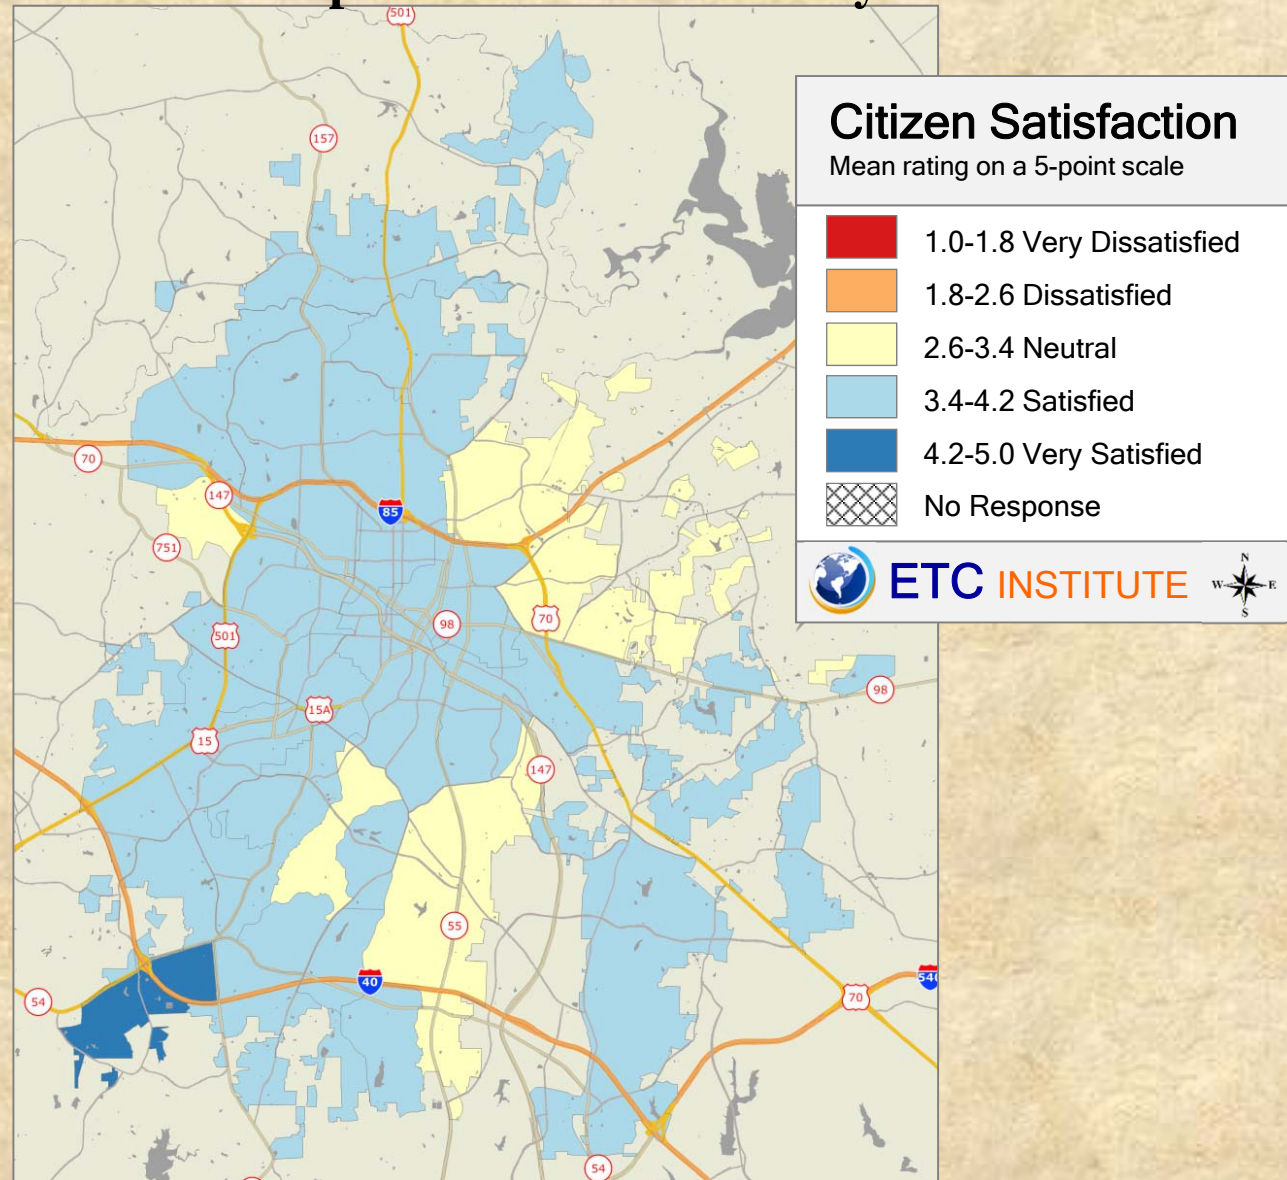 501
157
70
147
751
85
501
98
70
15A
15
98
147
55
40
54
70
540
54
Citizen Satisfaction
Mean rating on a 5-point scale
1.0-1.8 Very Dissatisfied
1.8-2.6 Dissatisfied
2.6-3.4 Neutral
3.4-4.2 Satisfied
4.2-5.0 Very Satisfied
No Response
ETC INSTITUTE
N
W E
S